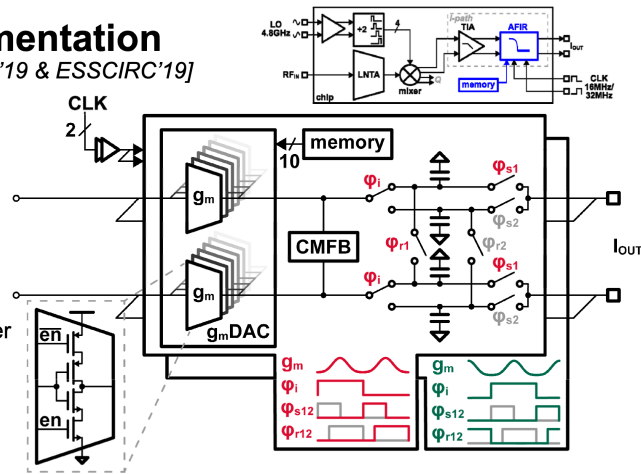 mentation
'19 & ESSCIRC'19]
LO
4.8GHz
÷2
4
I-path
TIA
AFIR
IOUT
RFIN
LNTA
mixer
Q
memory
CLK
16MHz/
32MHz
chip
CLK
2
10
memory
gm
φi
φs1
φs2
CMFB
φr1
φr2
IOUT
gm
φi
φs1
φs2
gmDAC
er
en
en
gm
φi
φs12
φr12
gm
φi
φs12
φr12